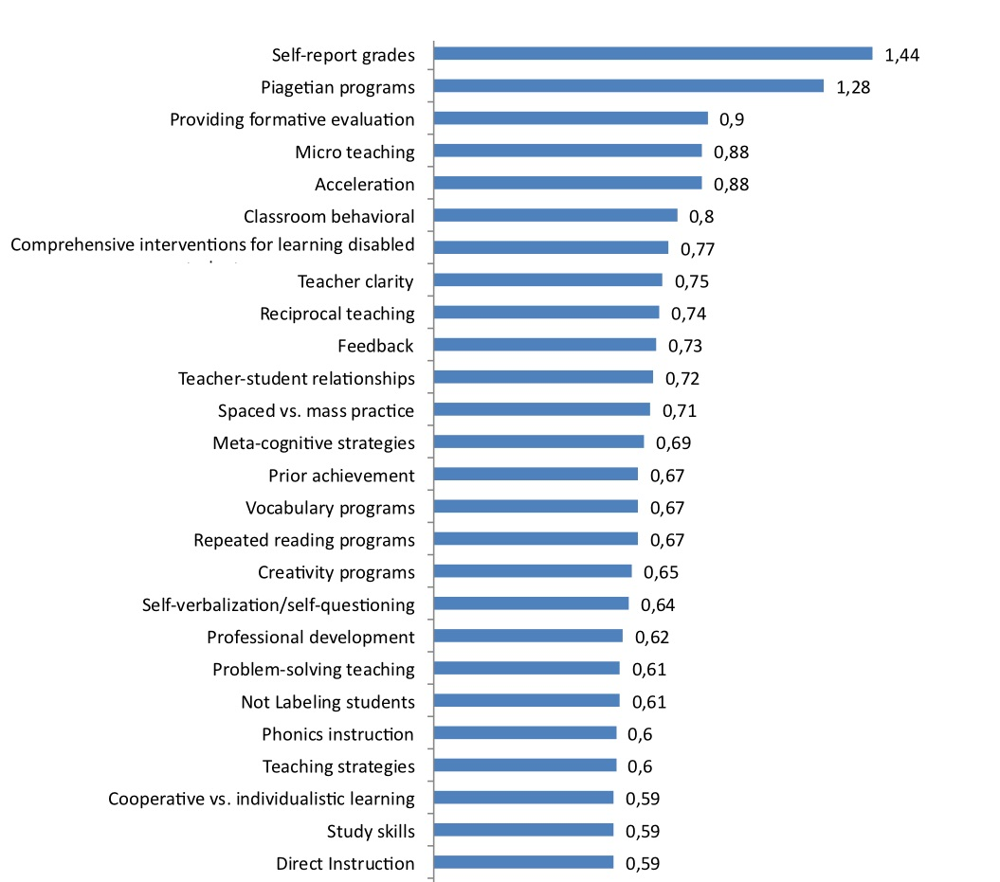 Self-report grades 1,44
Piagetian programs 1,28
Providing formative evaluation 0,9
Micro teaching 0,88
Acceleration 0,88
Classroom behavioral 0,8
Comprehensive interventions for learning disabled 0,77
Teacher clarity 0,75
Reciprocal teaching 0,74
Feedback 0,73
Teacher-student relationships 0,72
Spaced vs. mass practice 0,71
Meta-cognitive strategies 0,69
Prior achievement 0,67
Vocabulary programs 0,67
Repeated reading programs 0,67
Creativity programs 0,65
Self-verbalization/self-questioning 0,64
Professional development 0,62
Problem-solving teaching 0,61
Not Labeling students 0,61
Phonics instruction 0,6
Teaching strategies 0,6
Cooperative vs. individualistic learning 0,59
Study skills 0,59
Direct Instruction 0,59